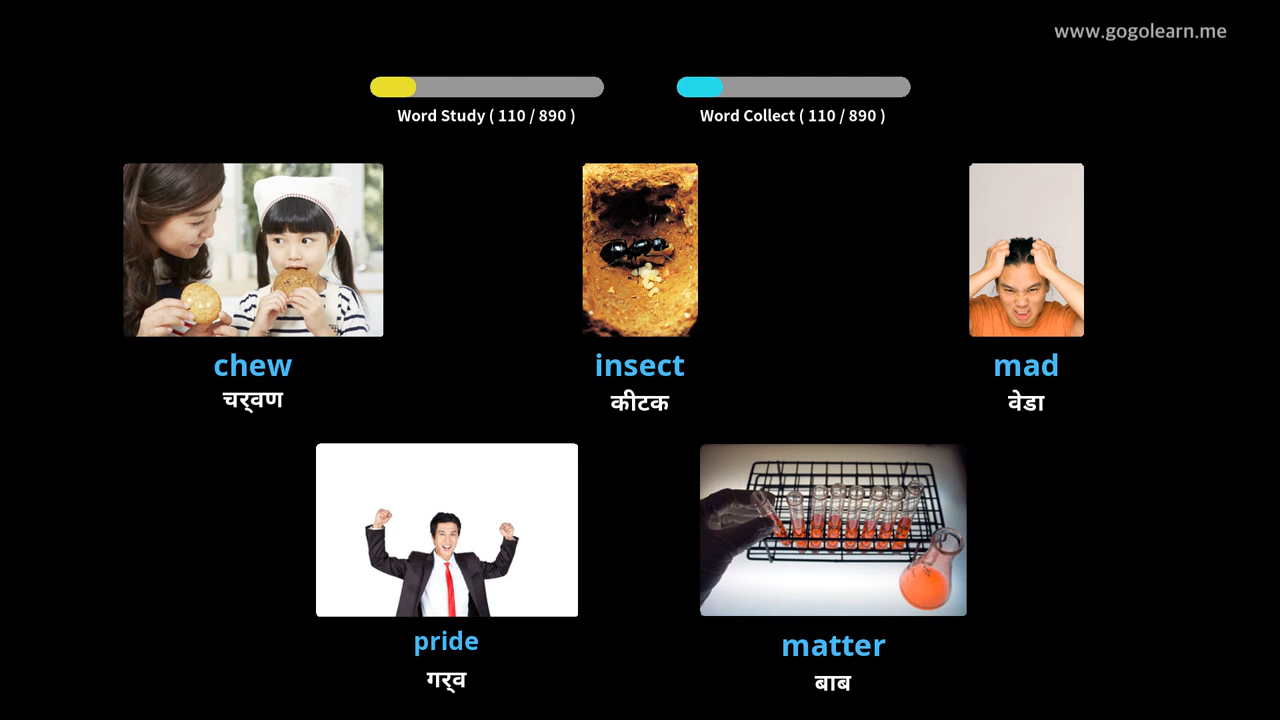 www.gogolearn.me
Word Study ( 110 / 890 )
Word Collect ( 110 / 890 )
chew
चर्‌वण
insect
कीटक
mad
वेडा
pride
गर्‌व
matter
बाब